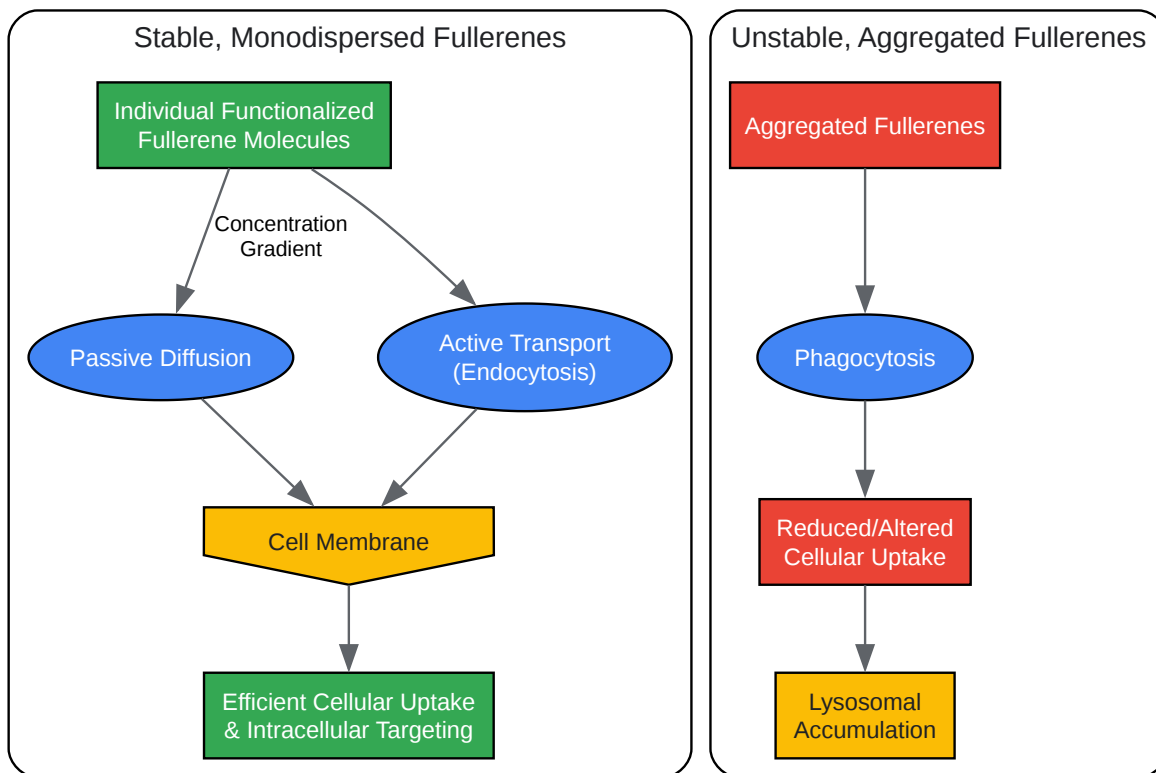 Stable, Monodispersed Fullerenes
Individual Functionalized
Fullerene Molecules
Concentration
Gradient
Passive Diffusion
Active Transport
(Endocytosis)
Cell Membrane
Efficient Cellular Uptake
& Intracellular Targeting
Unstable, Aggregated Fullerenes
Aggregated Fullerenes
Phagocytosis
Reduced/Altered
Cellular Uptake
Lysosomal
Accumulation